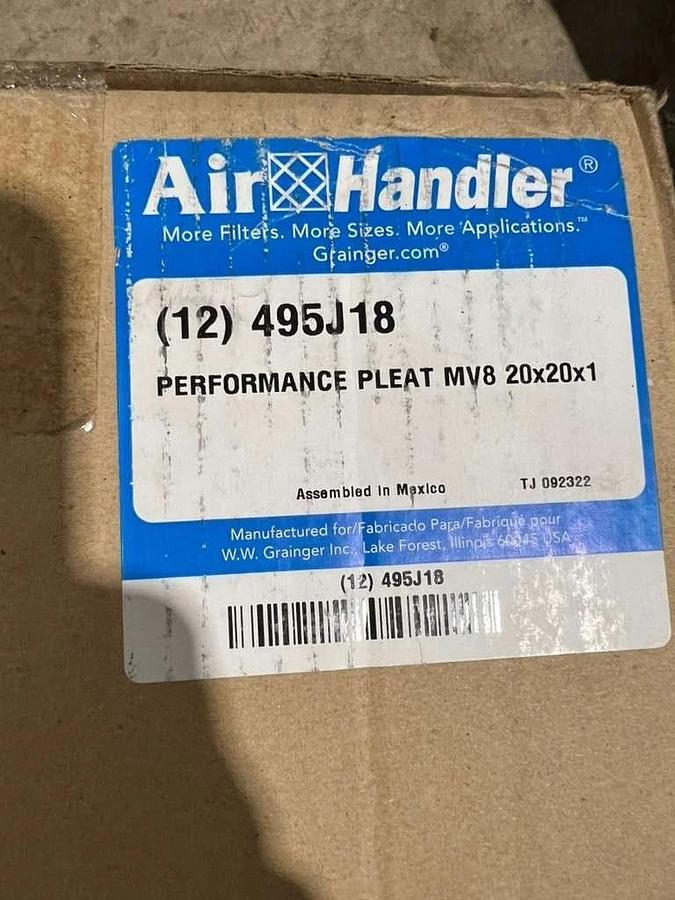 Air Handler®
More Filters. More Sizes. More Applications.™
Grainger.com®
(12) 495J18
PERFORMANCE PLEAT MV8 20x20x1
Assembled in Mexico TJ 092322
Manufactured for/Fabricado Para/Fabriqué pour
W.W. Grainger Inc., Lake Forest, Illinois 60045 USA
(12) 495J18